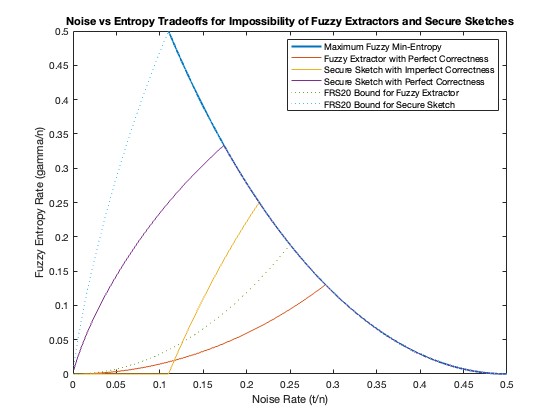 Noise vs Entropy Tradeoffs for Impossibility of Fuzzy Extractors and Secure Sketches
Maximum Fuzzy Min-Entropy
Fuzzy Extractor with Perfect Correctness
Secure Sketch with Imperfect Correctness
Secure Sketch with Perfect Correctness
FRS20 Bound for Fuzzy Extractor
FRS20 Bound for Secure Sketch
Fuzzy Entropy Rate (gamma/n)
0.5
0.45
0.4
0.35
0.3
0.25
0.2
0.15
0.1
0.05
0
0 0.05 0.1 0.15 0.2 0.25 0.3 0.35 0.4 0.45 0.5
Noise Rate (t/n)